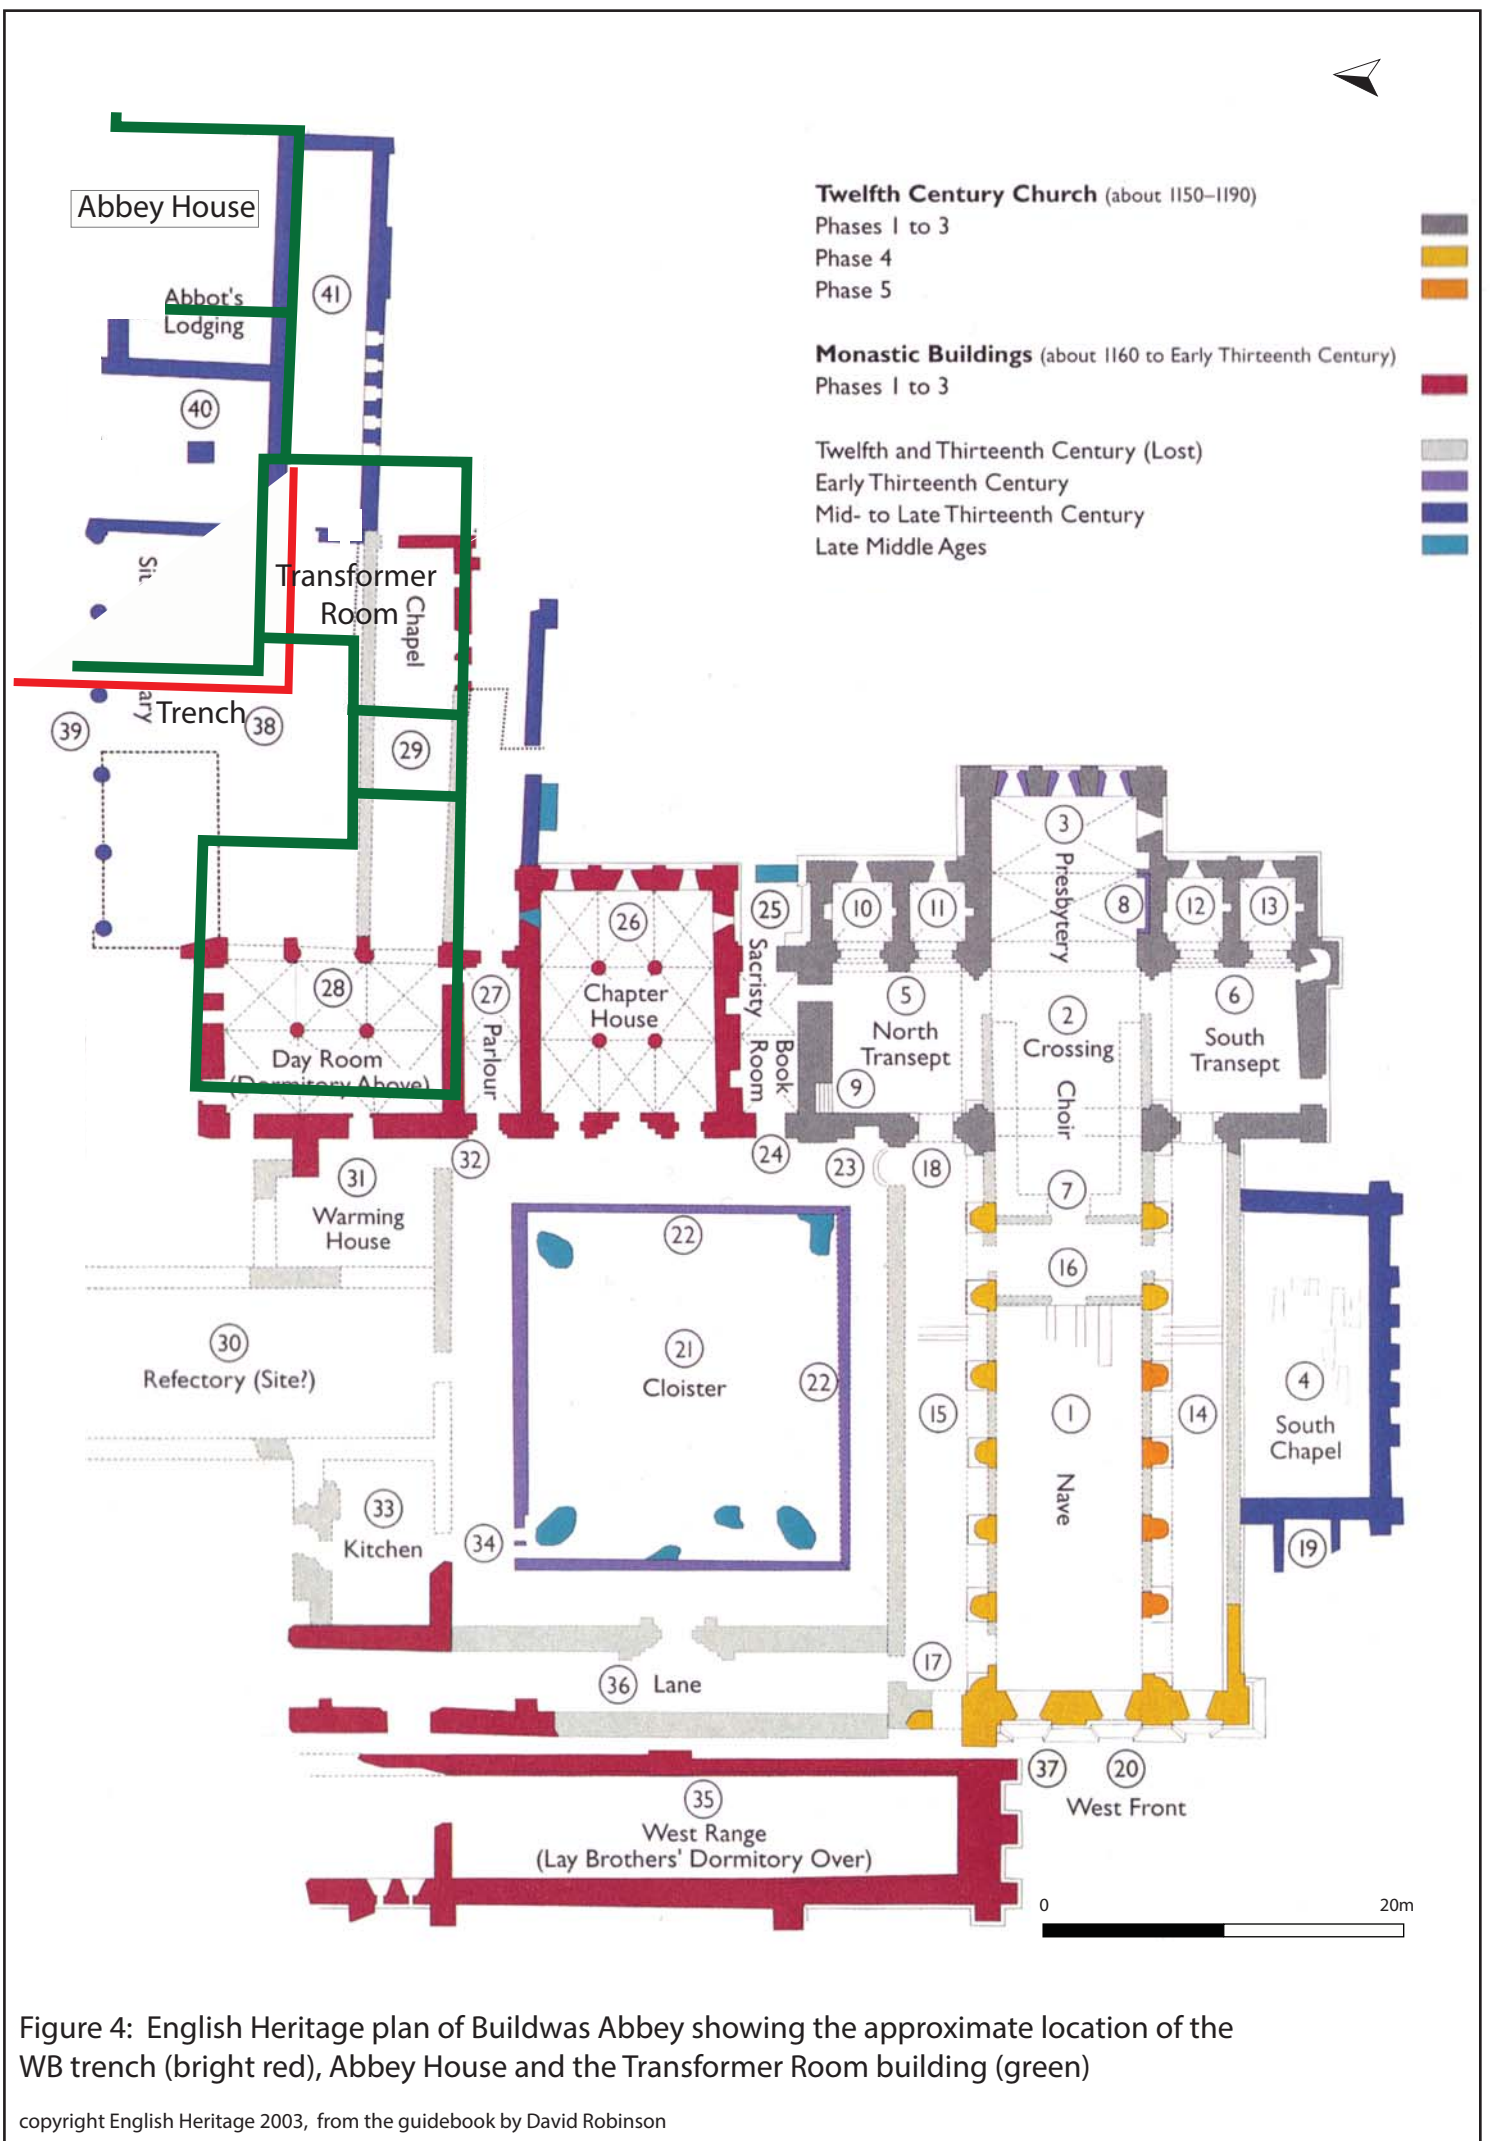 Abbey House
Abbot's
Lodging
41
40
Transformer
Room
Chapel
Trench
38
39
29
Twelfth Century Church (about 1150–1190)
Phases 1 to 3
Phase 4
Phase 5
Monastic Buildings (about 1160 to Early Thirteenth Century)
Phases 1 to 3
Twelfth and Thirteenth Century (Lost)
Early Thirteenth Century
Mid- to Late Thirteenth Century
Late Middle Ages
3
Presbytery
8
10
11
12
13
25
Sacristy
26
Chapter
House
27
Parlour
28
Day Room
(Dormitory Above)
Book
Room
5
North
Transept
2
Crossing
Choir
6
South
Transept
9
32
24
23
18
7
31
Warming
House
22
16
30
Refectory (Site?)
21
Cloister
22
15
1
Nave
14
4
South
Chapel
33
Kitchen
34
19
17
36 Lane
35
West Range
(Lay Brothers' Dormitory Over)
37
20
West Front
0 20m
Figure 4: English Heritage plan of Buildwas Abbey showing the approximate location of the
WB trench (bright red), Abbey House and the Transformer Room building (green)
copyright English Heritage 2003, from the guidebook by David Robinson